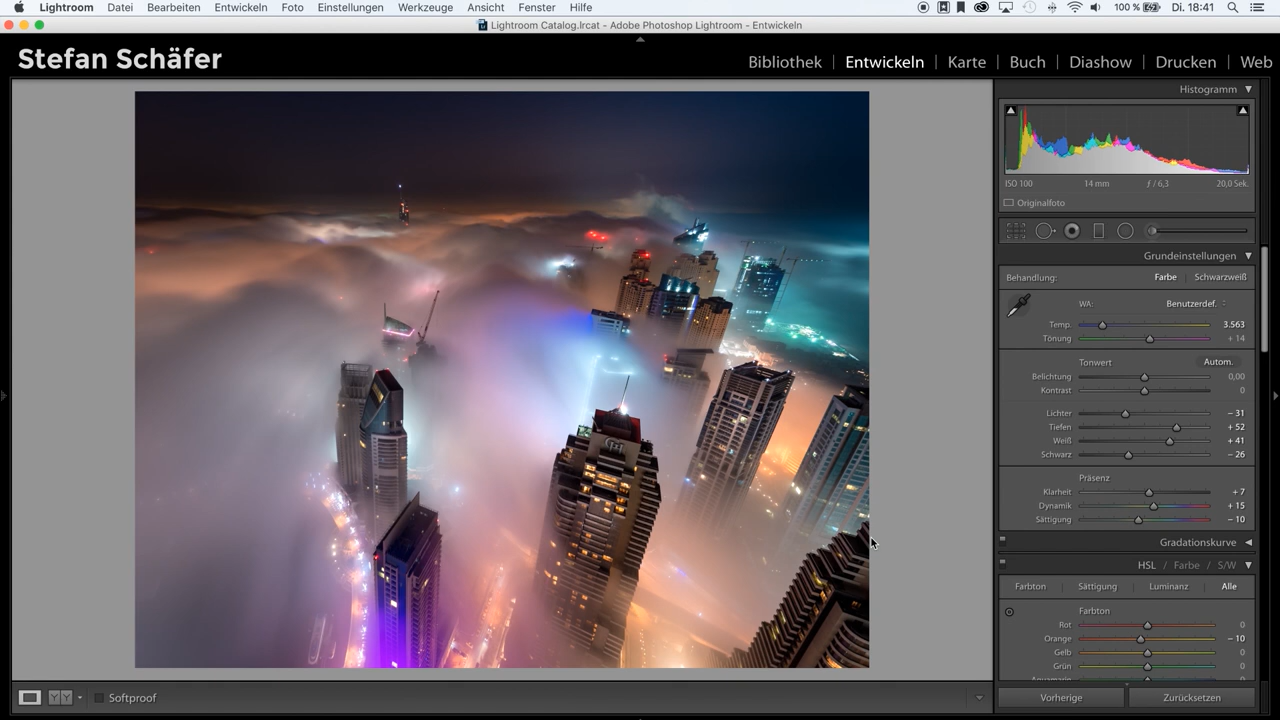 Lightroom Datei Bearbeiten Entwickeln Foto Einstellungen Werkzeuge Ansicht Fenster Hilfe 100 % Di. 18:41
Lightroom Catalog.lrcat - Adobe Photoshop Lightroom - Entwickeln
Stefan Schäfer
Bibliothek | Entwickeln | Karte | Buch | Diashow | Drucken | Web
Histogramm
ISO 100 14 mm ƒ / 6,3 20,0 Sek.
Originalfoto
Grundeinstellungen
Behandlung: Farbe | Schwarzweiß
WA: Benutzerdef.
Temp. 3.563
Tonung + 14
Tonwert Autom.
Belichtung 0,00
Kontrast 0
Lichter − 31
Tiefen + 52
Weiß + 41
Schwarz − 26
Präsenz
Klarheit + 7
Dynamik + 15
Sättigung − 10
Gradationskurve
HSL / Farbe / S/W
Farbton Sättigung Luminanz Alle
Farbton
Rot 0
Orange − 10
Gelb 0
Grün 0
Aquamarin
Softproof
Vorherige Zurücksetzen